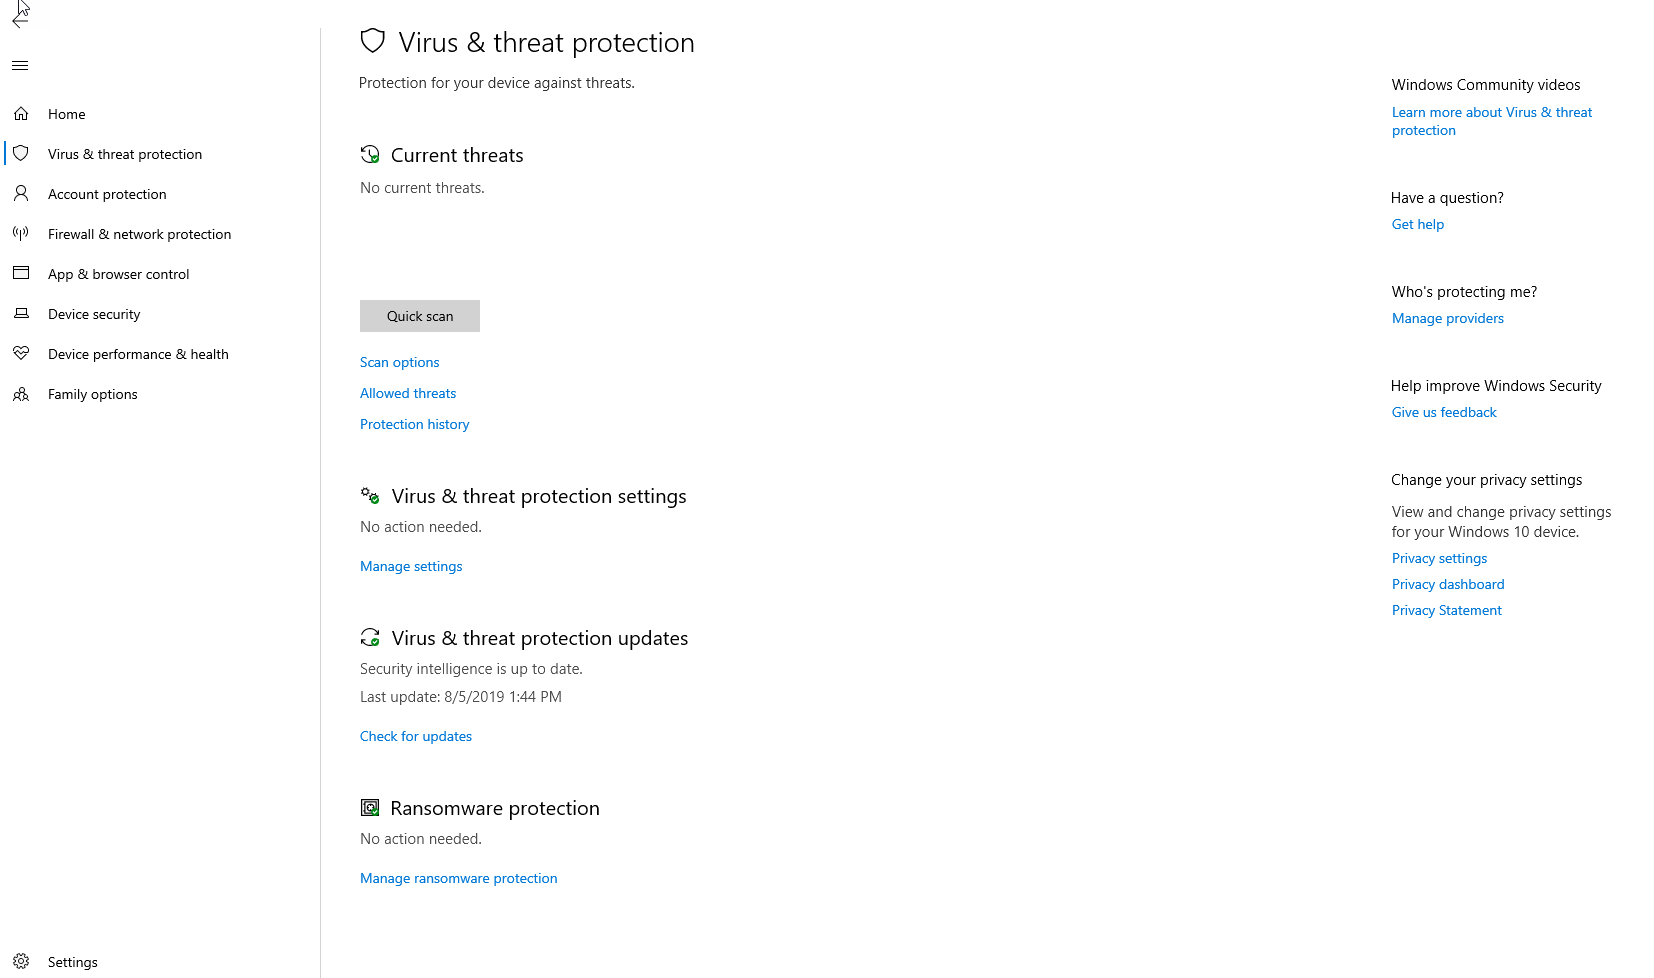 Home
Virus & threat protection
Account protection
Firewall & network protection
App & browser control
Device security
Device performance & health
Family options
Settings
Virus & threat protection
Protection for your device against threats.
Current threats
No current threats.
Quick scan
Scan options
Allowed threats
Protection history
Virus & threat protection settings
No action needed.
Manage settings
Virus & threat protection updates
Security intelligence is up to date.
Last update: 8/5/2019 1:44 PM
Check for updates
Ransomware protection
No action needed.
Manage ransomware protection
Windows Community videos
Learn more about Virus & threat
protection
Have a question?
Get help
Who's protecting me?
Manage providers
Help improve Windows Security
Give us feedback
Change your privacy settings
View and change privacy settings
for your Windows 10 device.
Privacy settings
Privacy dashboard
Privacy Statement